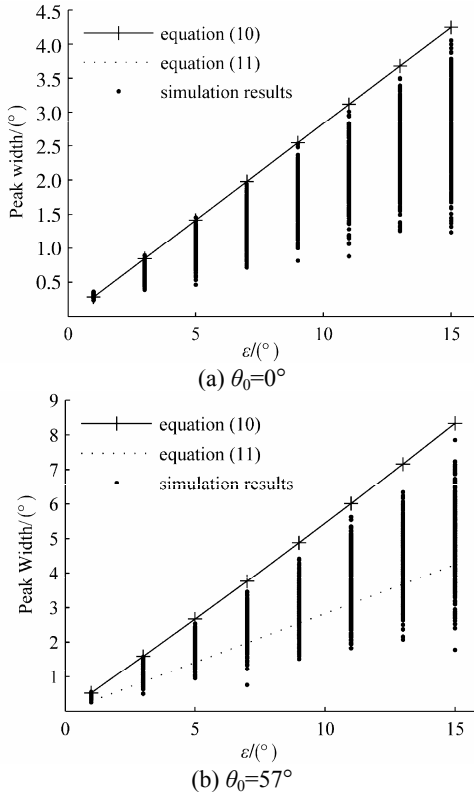 4.5
4.0
3.5
3.0
2.5
2.0
1.5
1.0
0.5
Peak width/(°)
equation (10)
equation (11)
simulation results
0 5 10 15
ε/(°)
(a) θ0=0°
9
8
7
6
5
4
3
2
1
Peak Width/(°)
equation (10)
equation (11)
simulation results
0 5 10 15
ε/(°)
(b) θ0=57°